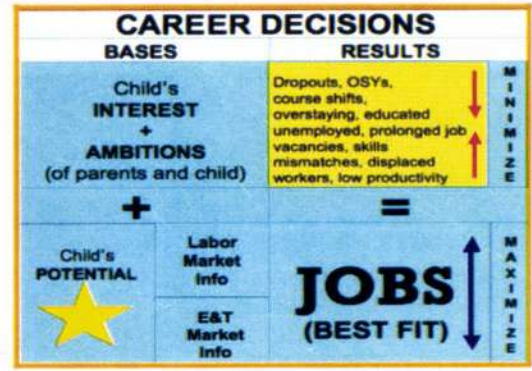 CAREER DECISIONS
BASES
RESULTS
Child's
INTEREST
+
AMBITIONS
(of parents and child)
Dropouts, OSYs,
course shifts,
overstaying, educated
unemployed, prolonged job
vacancies, skills
mismatches, displaced
workers, low productivity
MINIMIZE
+
=
Child's
POTENTIAL
Labor
Market
Info
E&T
Market
Info
JOBS
(BEST FIT)
MAXIMIZE